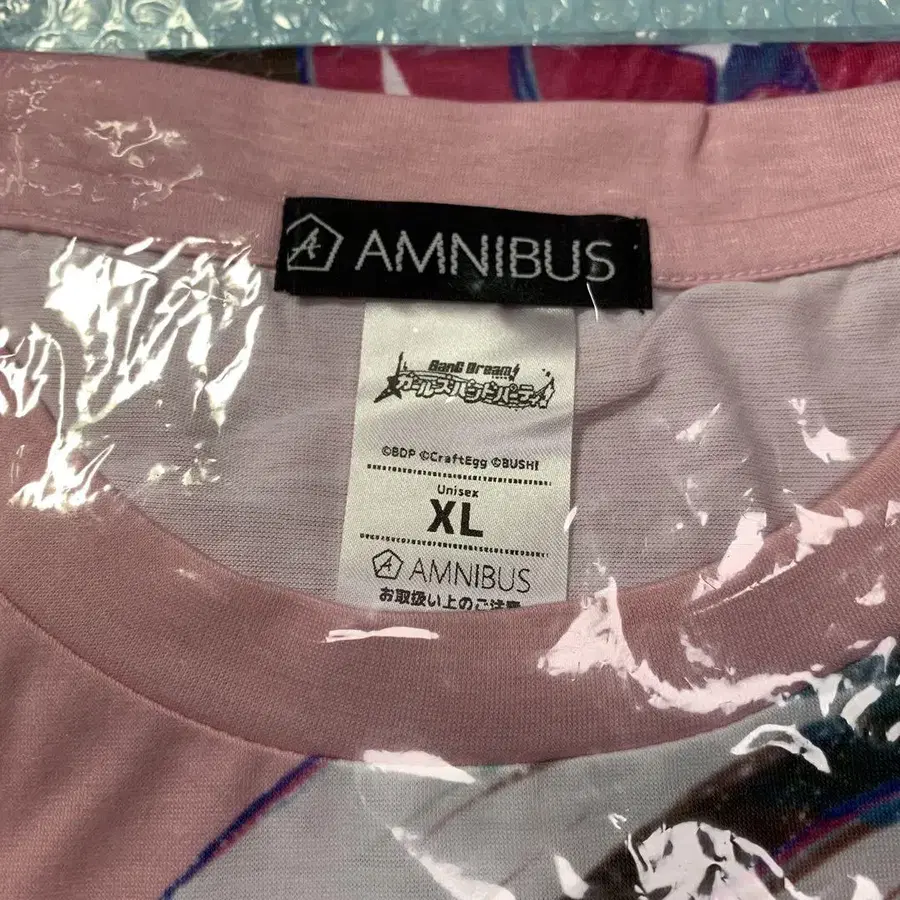 A AMNIBUS
BanG Dream!
ガールズバンドパーティ!
©BDP ©CraftEgg ©BUSHI
Unisex
XL
A AMNIBUS
お取扱い上のご注意